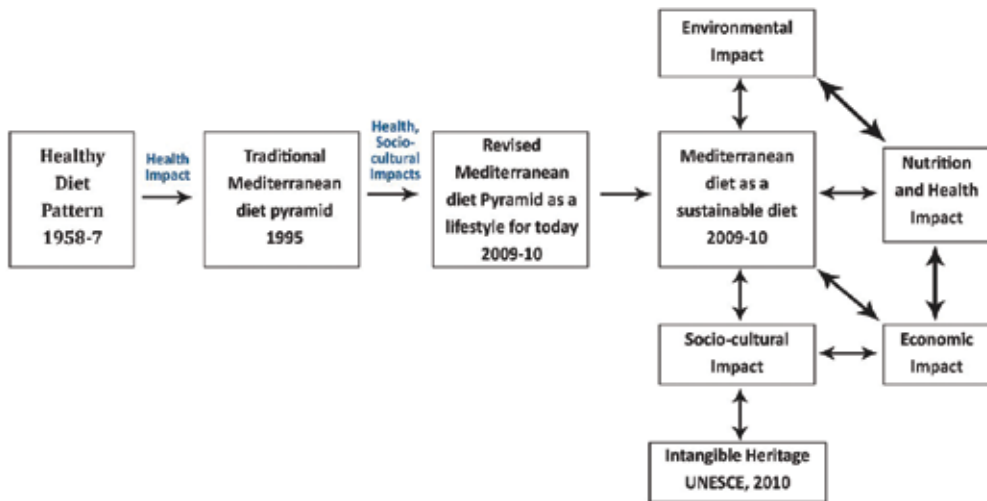 Environmental
Impact
Healthy
Diet
Pattern
1958-7
Health
Impact
Traditional
Mediterranean
diet pyramid
1995
Health,
Socio-
cultural
Impacts
Revised
Mediterranean
diet Pyramid as a
lifestyle for today
2009-10
Mediterranean
diet as a
sustainable diet
2009-10
Nutrition
and Health
Impact
Socio-cultural
Impact
Economic
Impact
Intangible Heritage
UNESCE, 2010